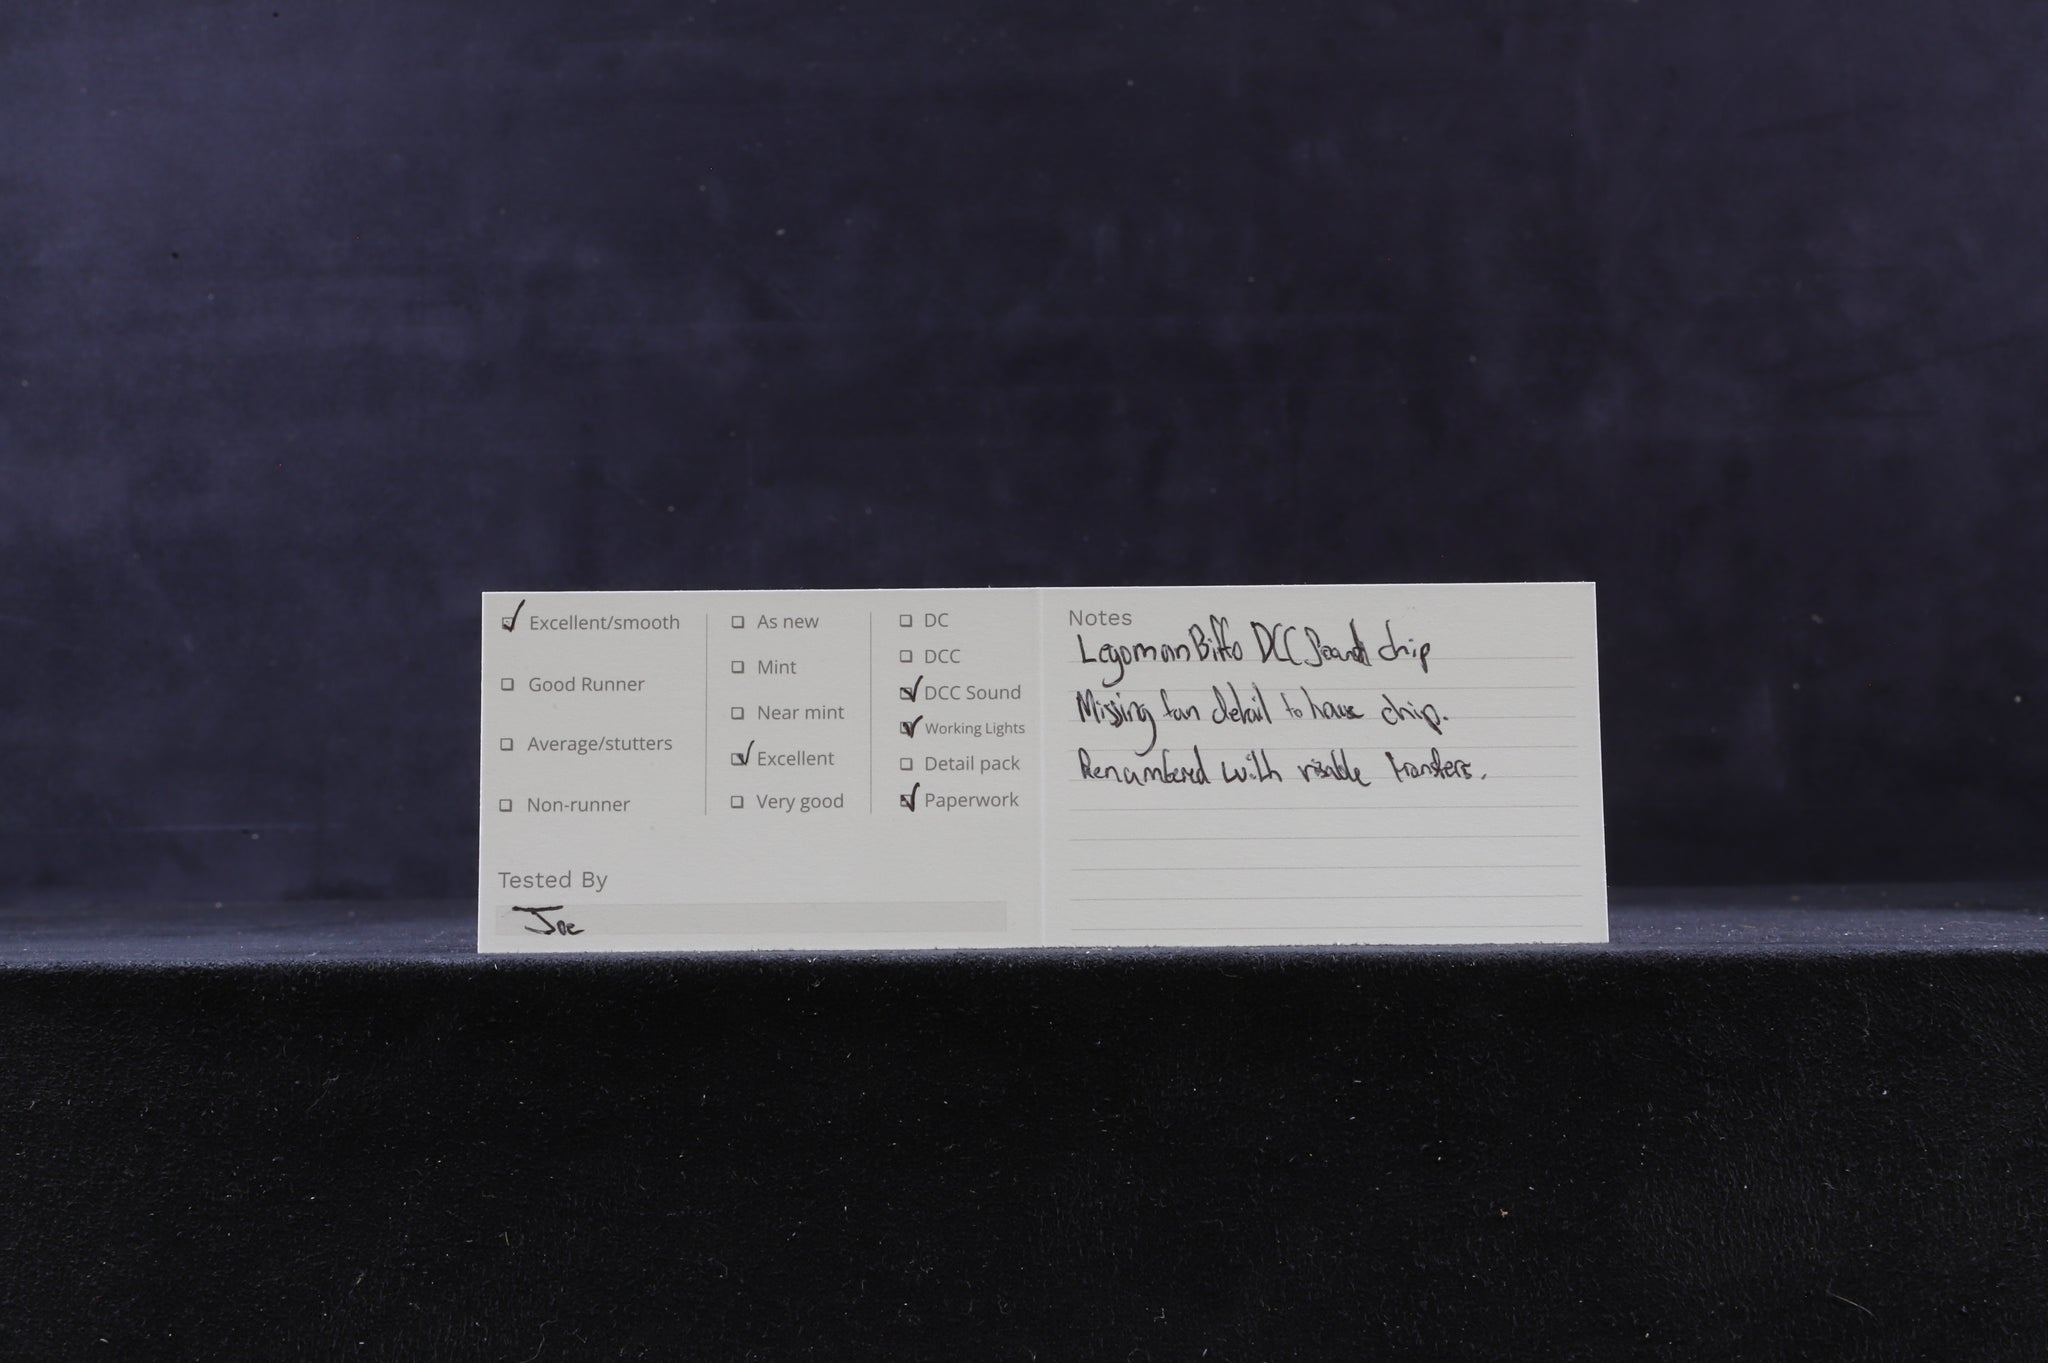 Excellent/smooth
Good Runner
Average/stutters
Non-runner
As new
Mint
Near mint
Excellent
Very good
DC
DCC
DCC Sound
Working Lights
Detail pack
Paperwork
Tested By
Joe
Notes
LegomanBiffo DCC Sound chip
Missing fan detail to house chip.
Renumbered with visable transfers.